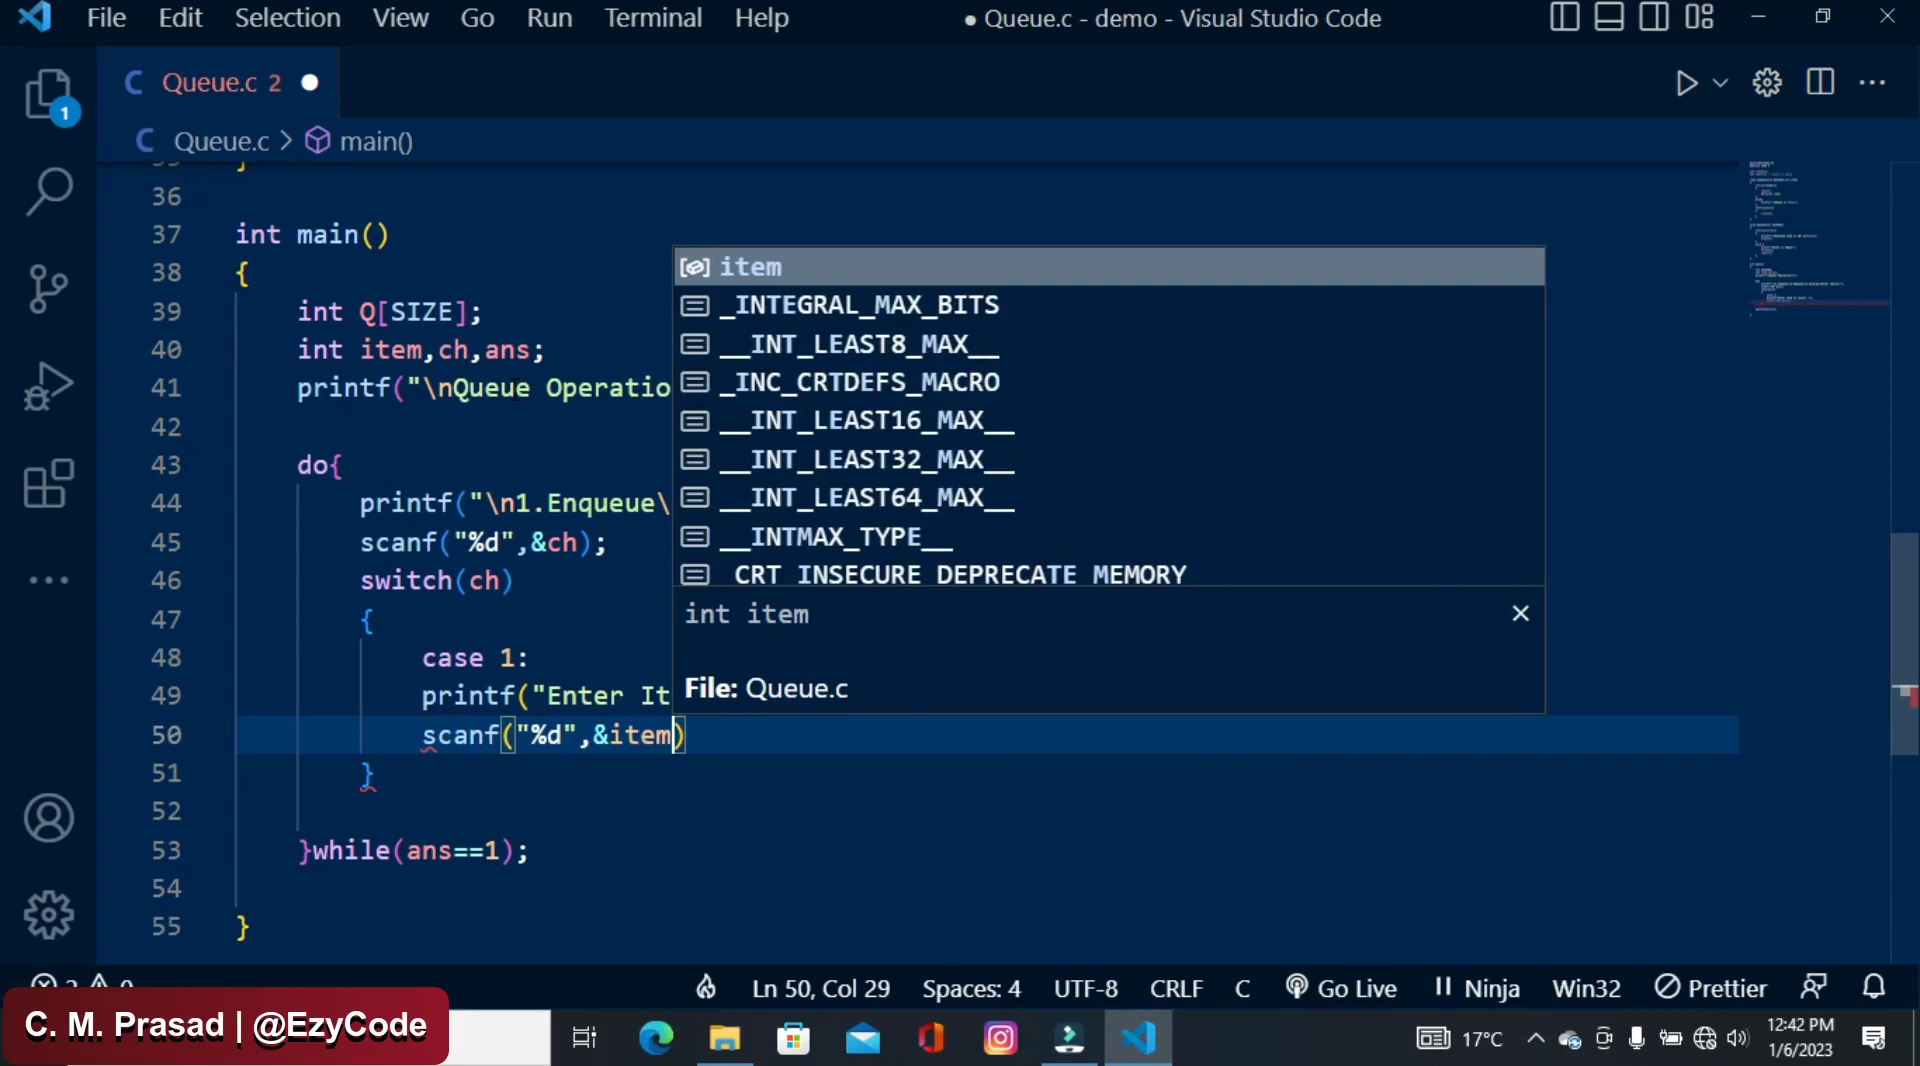 File Edit Selection View Go Run Terminal Help
● Queue.c - demo - Visual Studio Code
C Queue.c 2
C Queue.c > main()
1
36
37 int main()
38 {
39 int Q[SIZE];
40 int item,ch,ans;
41 printf("\nQueue Operatio
42
43 do{
44 printf("\n1.Enqueue\
45 scanf("%d",&ch);
46 switch(ch)
47 {
48 case 1:
49 printf("Enter It
50 scanf("%d",&item)
51 }
52
53 }while(ans==1);
54
55 }
item
_INTEGRAL_MAX_BITS
__INT_LEAST8_MAX__
_INC_CRTDEFS_MACRO
__INT_LEAST16_MAX__
__INT_LEAST32_MAX__
__INT_LEAST64_MAX__
__INTMAX_TYPE__
CRT INSECURE DEPRECATE MEMORY
int item
File: Queue.c
Ln 50, Col 29 Spaces: 4 UTF-8 CRLF C Go Live Ninja Win32 Prettier
C. M. Prasad | @EzyCode
17°C
12:42 PM
1/6/2023